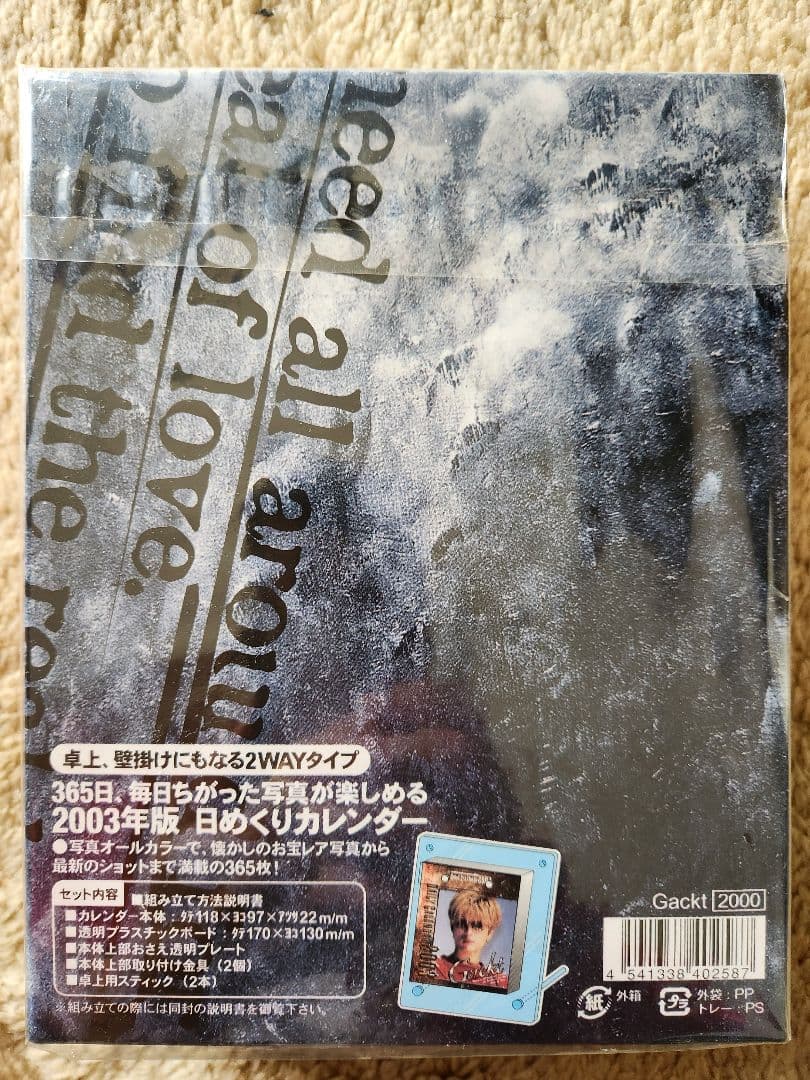 need all arou
eat of love.
find the real
卓上、壁掛けにもなる2WAYタイプ
365日、毎日ちがった写真が楽しめる
2003年版 日めくりカレンダー
●写真オールカラーで、懐かしのお宝レア写真から
最新のショットまで満載の365枚!
セット内容 ■組み立て方法説明書
■カレンダー本体:ﾀﾃ118×ﾖｺ97×ｱﾂｻ22m/m
■透明プラスチックボード:ﾀﾃ170×ﾖｺ130m/m
■本体上部おさえ透明プレート
■本体上部取り付け金具(2個)
■卓上用スティック(2本)
※組み立ての際には同封の説明書を御覧下さい。
Gackt
Gackt 2000
4 541338 402587
紙 外箱
プラ 外袋:PP
トレー:PS